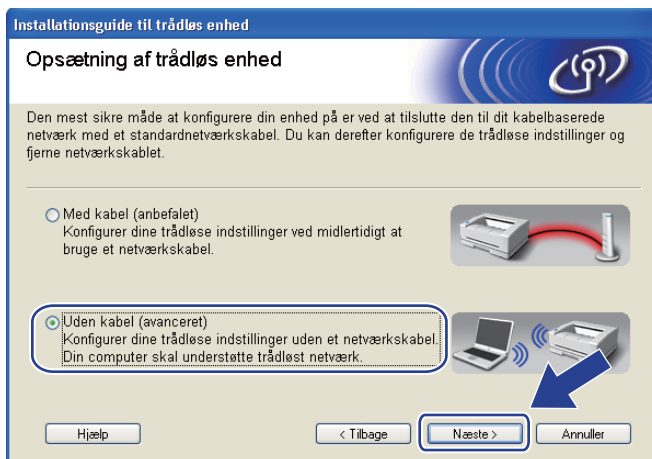 Installationsguide til trådløs enhed
Opsætning af trådløs enhed
Den mest sikre måde at konfigurere din enhed på er ved at tilslutte den til dit kabelbaserede
netværk med et standardnetværkskabel. Du kan derefter konfigurere de trådløse indstillinger og
fjerne netværkskablet.
Med kabel (anbefalet)
Konfigurer dine trådløse indstillinger ved midlertidigt at
bruge et netværkskabel.
Uden kabel (avanceret)
Konfigurer dine trådløse indstillinger uden et netværkskabel.
Din computer skal understøtte trådløst netværk.
Hjælp
< Tilbage
Næste >
Annuller